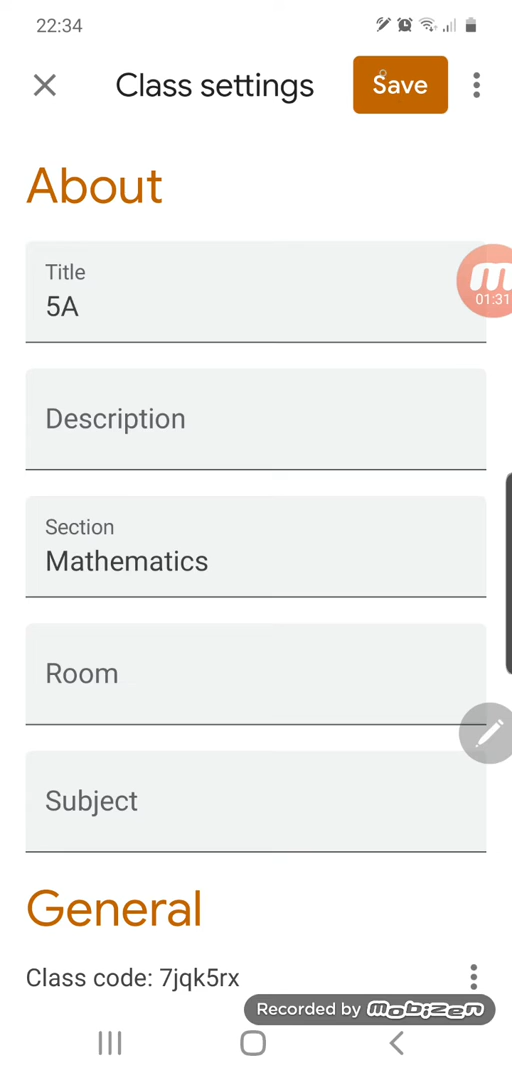 22:34
Class settings
Save
About
Title
5A
01:31
Description
Section
Mathematics
Room
Subject
General
Class code: 7jqk5rx
Recorded by mobizen